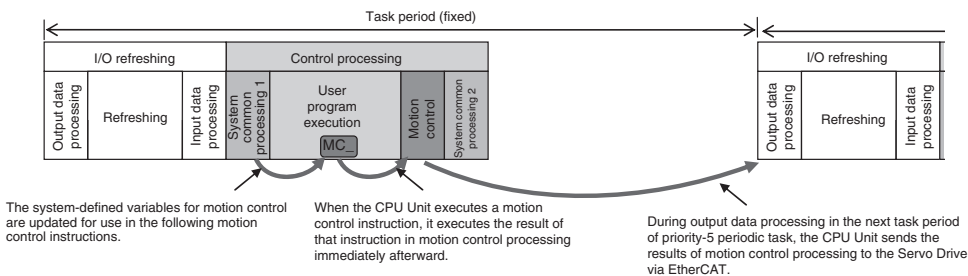 Task period (fixed)
I/O refreshing
Control processing
I/O refreshing
Output data
processing
Refreshing
Input data
processing
System
common
processing 1
User
program
execution
MC_
Motion
control
System common
processing 2
Output data
processing
Refreshing
Input data
processing
The system-defined variables for motion control
are updated for use in the following motion
control instructions.
When the CPU Unit executes a motion
control instruction, it executes the result of
that instruction in motion control processing
immediately afterward.
During output data processing in the next task period
of priority-5 periodic task, the CPU Unit sends the
results of motion control processing to the Servo Drive
via EtherCAT.